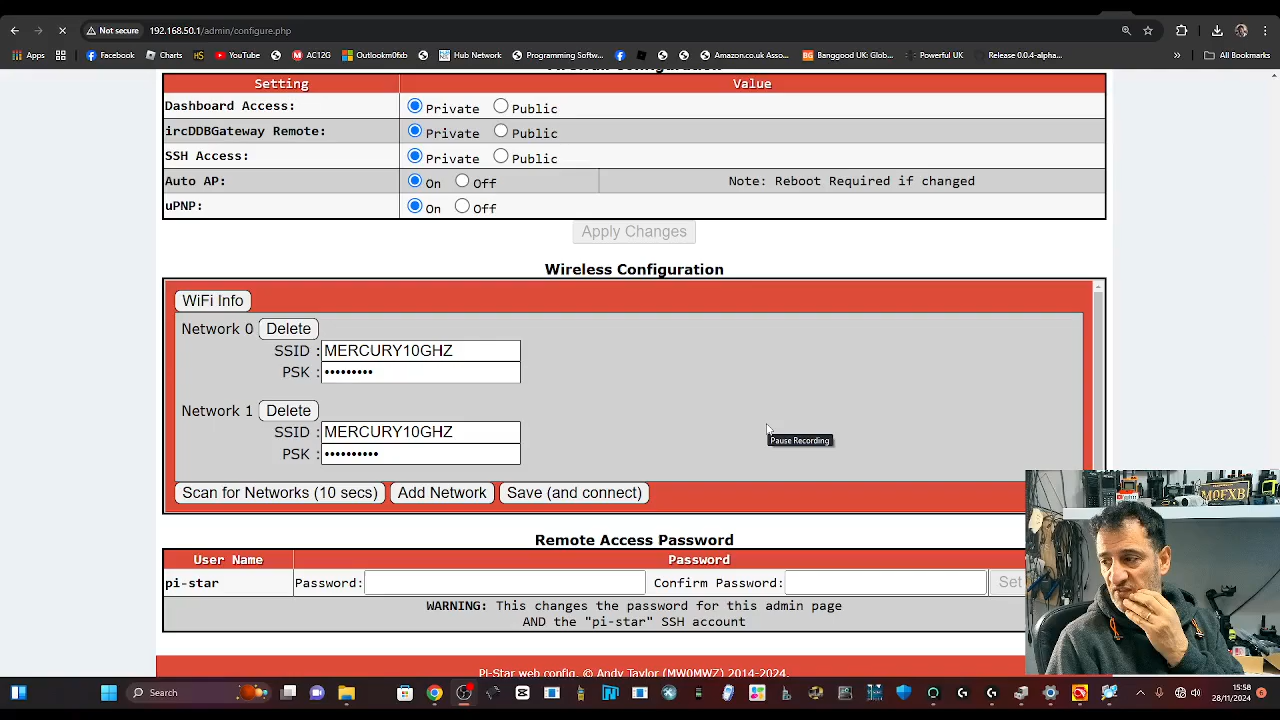 Not secure 192.168.50.1/admin/configure.php
Apps Facebook Charts HS YouTube AC12G Outlookm0fxb Hub Network Programming Softw... Amazon.co.uk Asso... BG Banggood UK: Glob... Powerful UK Release 0.0.4-alpha... » All Bookmarks
Setting Value
Dashboard Access: Private Public
ircDDBGateway Remote: Private Public
SSH Access: Private Public
Auto AP: On Off Note: Reboot Required if changed
uPNP: On Off
Apply Changes
Wireless Configuration
WiFi Info
Network 0 Delete
SSID : MERCURY10GHZ
PSK : •••••••••
Pause Recording
Network 1 Delete
SSID : MERCURY10GHZ
PSK : ••••••••••
Scan for Networks (10 secs) Add Network Save (and connect)
M0FXB
Remote Access Password
User Name Password
pi-star Password: Confirm Password: Set
WARNING: This changes the password for this admin page
AND the "pi-star" SSH account
Pi-Star web config, © Andy Taylor (MW0MWZ) 2014-2024.
Search
15:58
28/11/2024